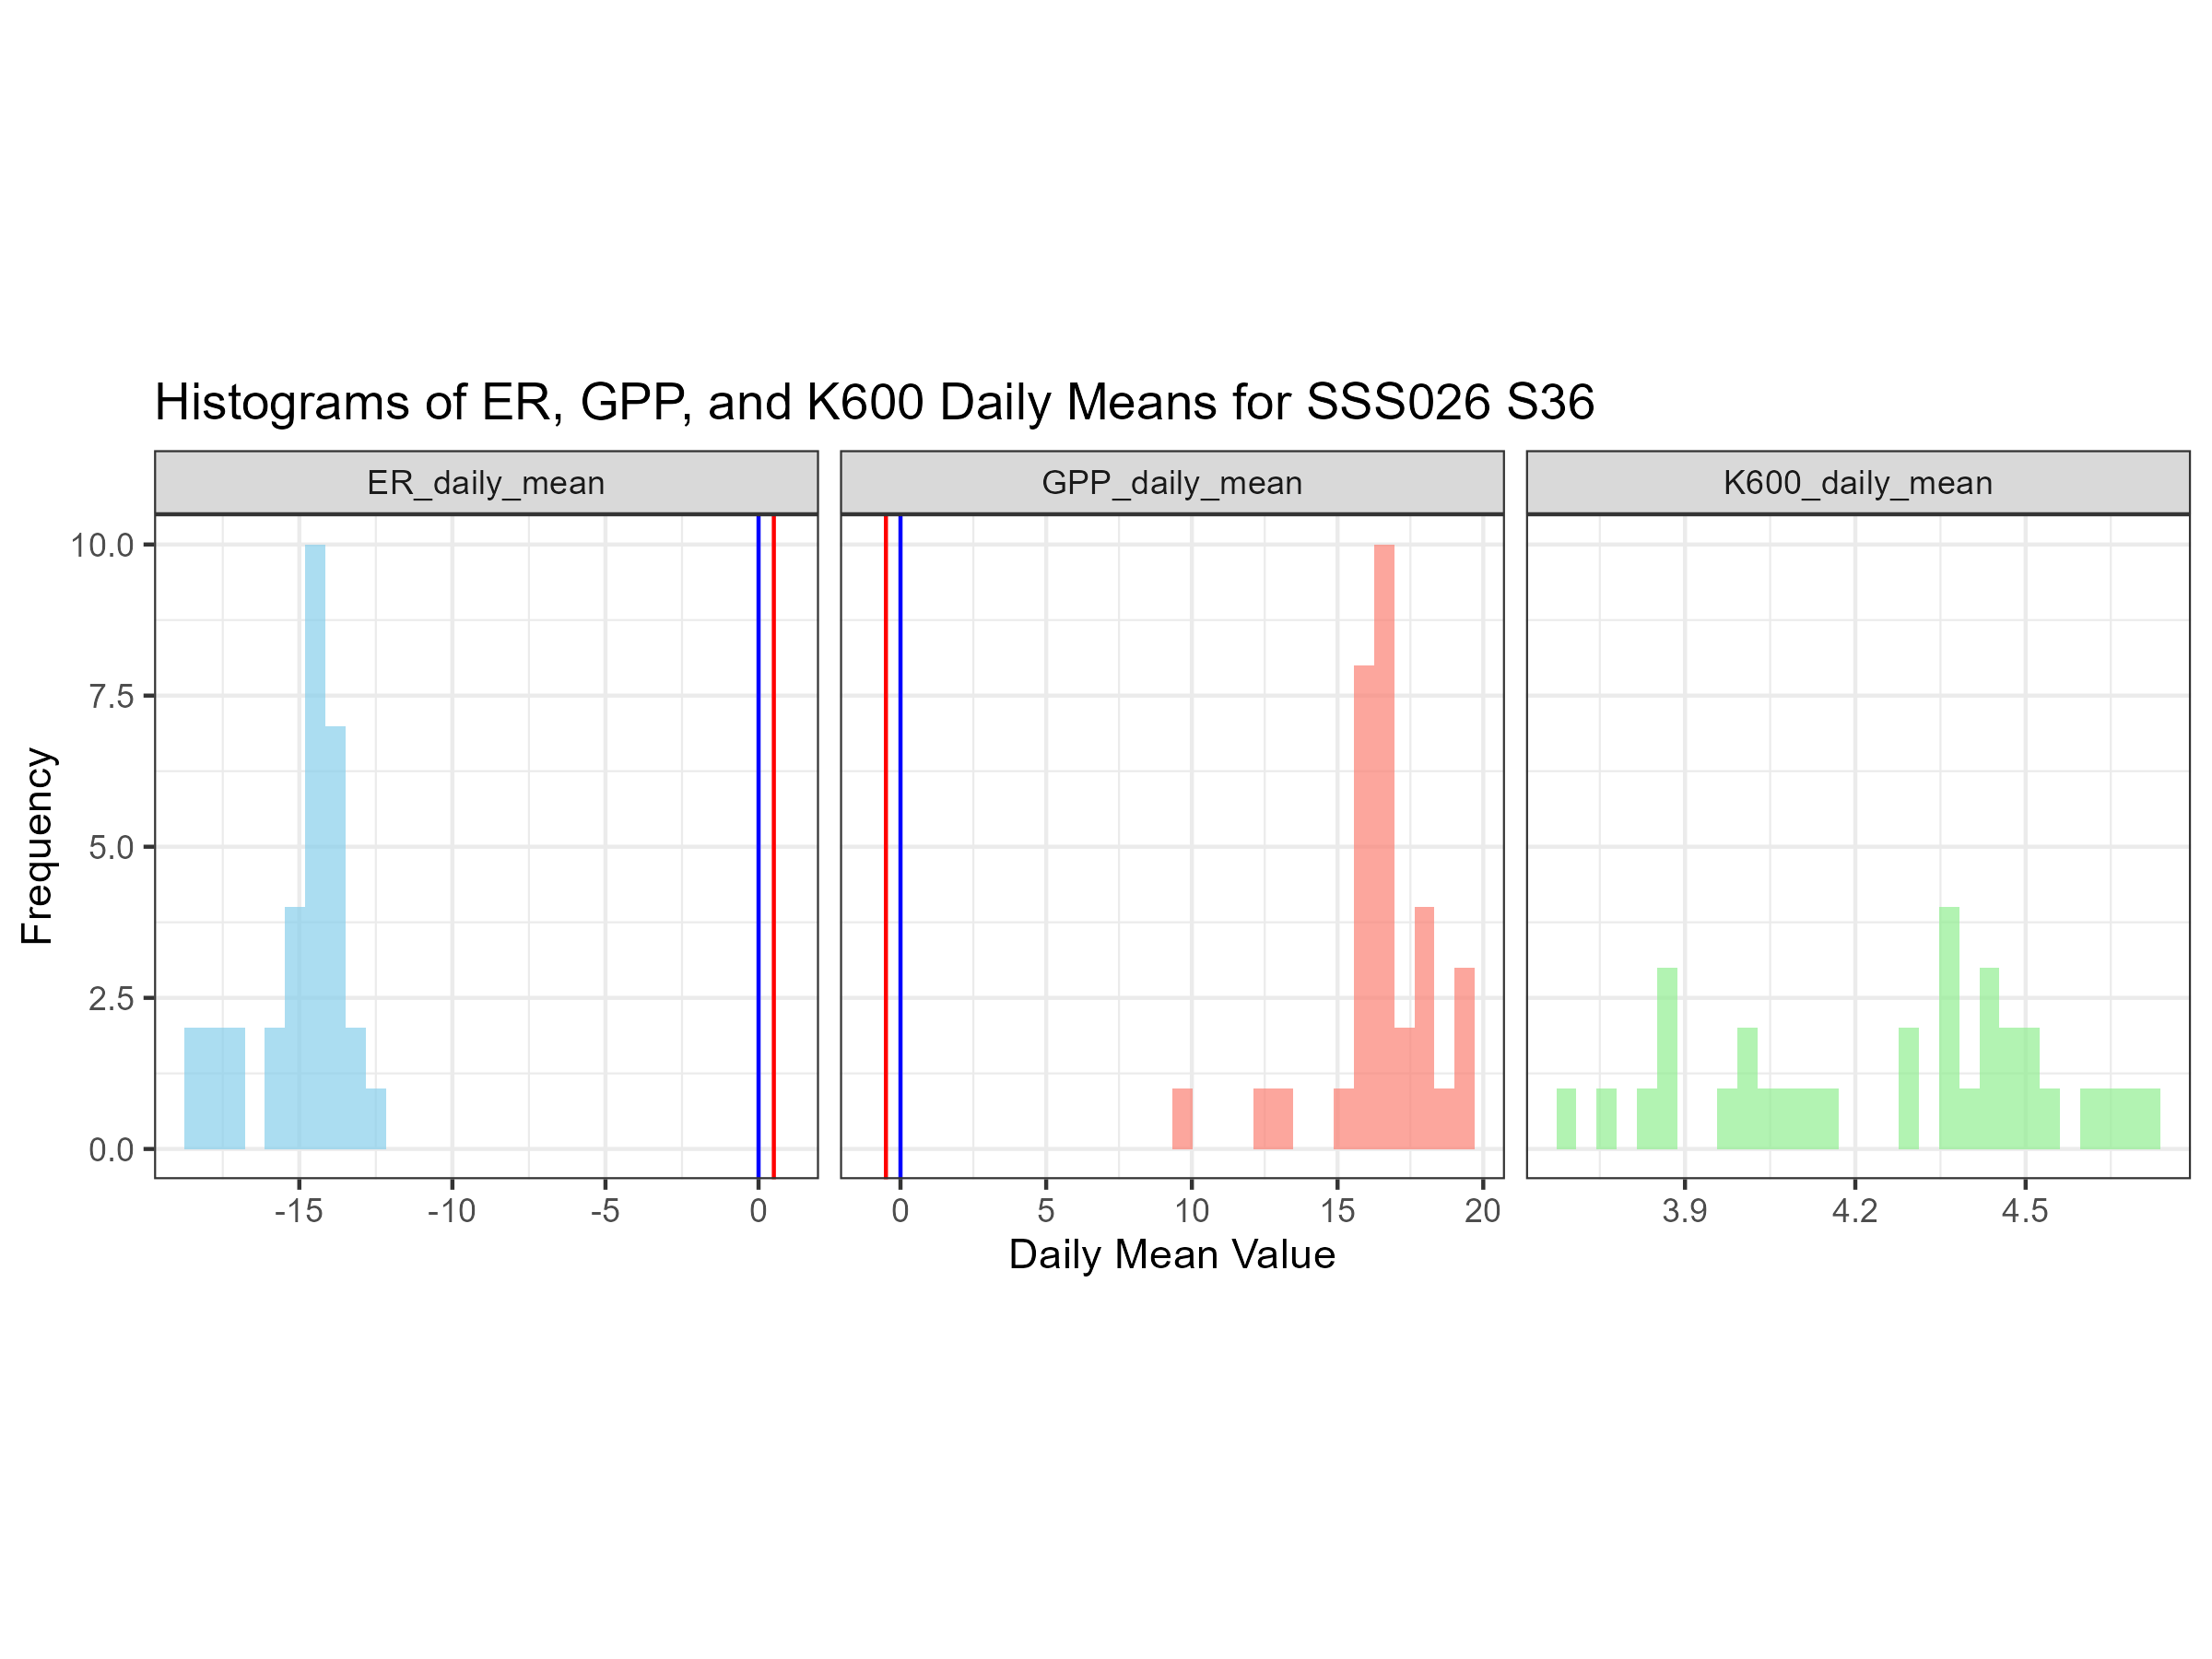 Histograms of ER, GPP, and K600 Daily Means for SSS026 S36
ER_daily_mean
GPP_daily_mean
K600_daily_mean
Frequency
10.0
7.5
5.0
2.5
0.0
-15
-10
-5
0
0
5
10
15
20
3.9
4.2
4.5
Daily Mean Value